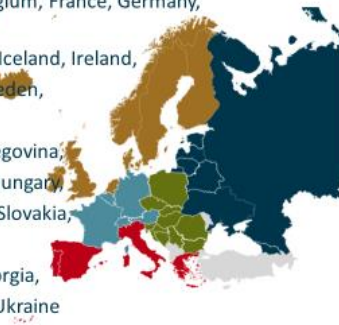 gium, France, Germany,
Iceland, Ireland,
eden,
egovina,
ungary,
Slovakia,
orgia,
Ukraine